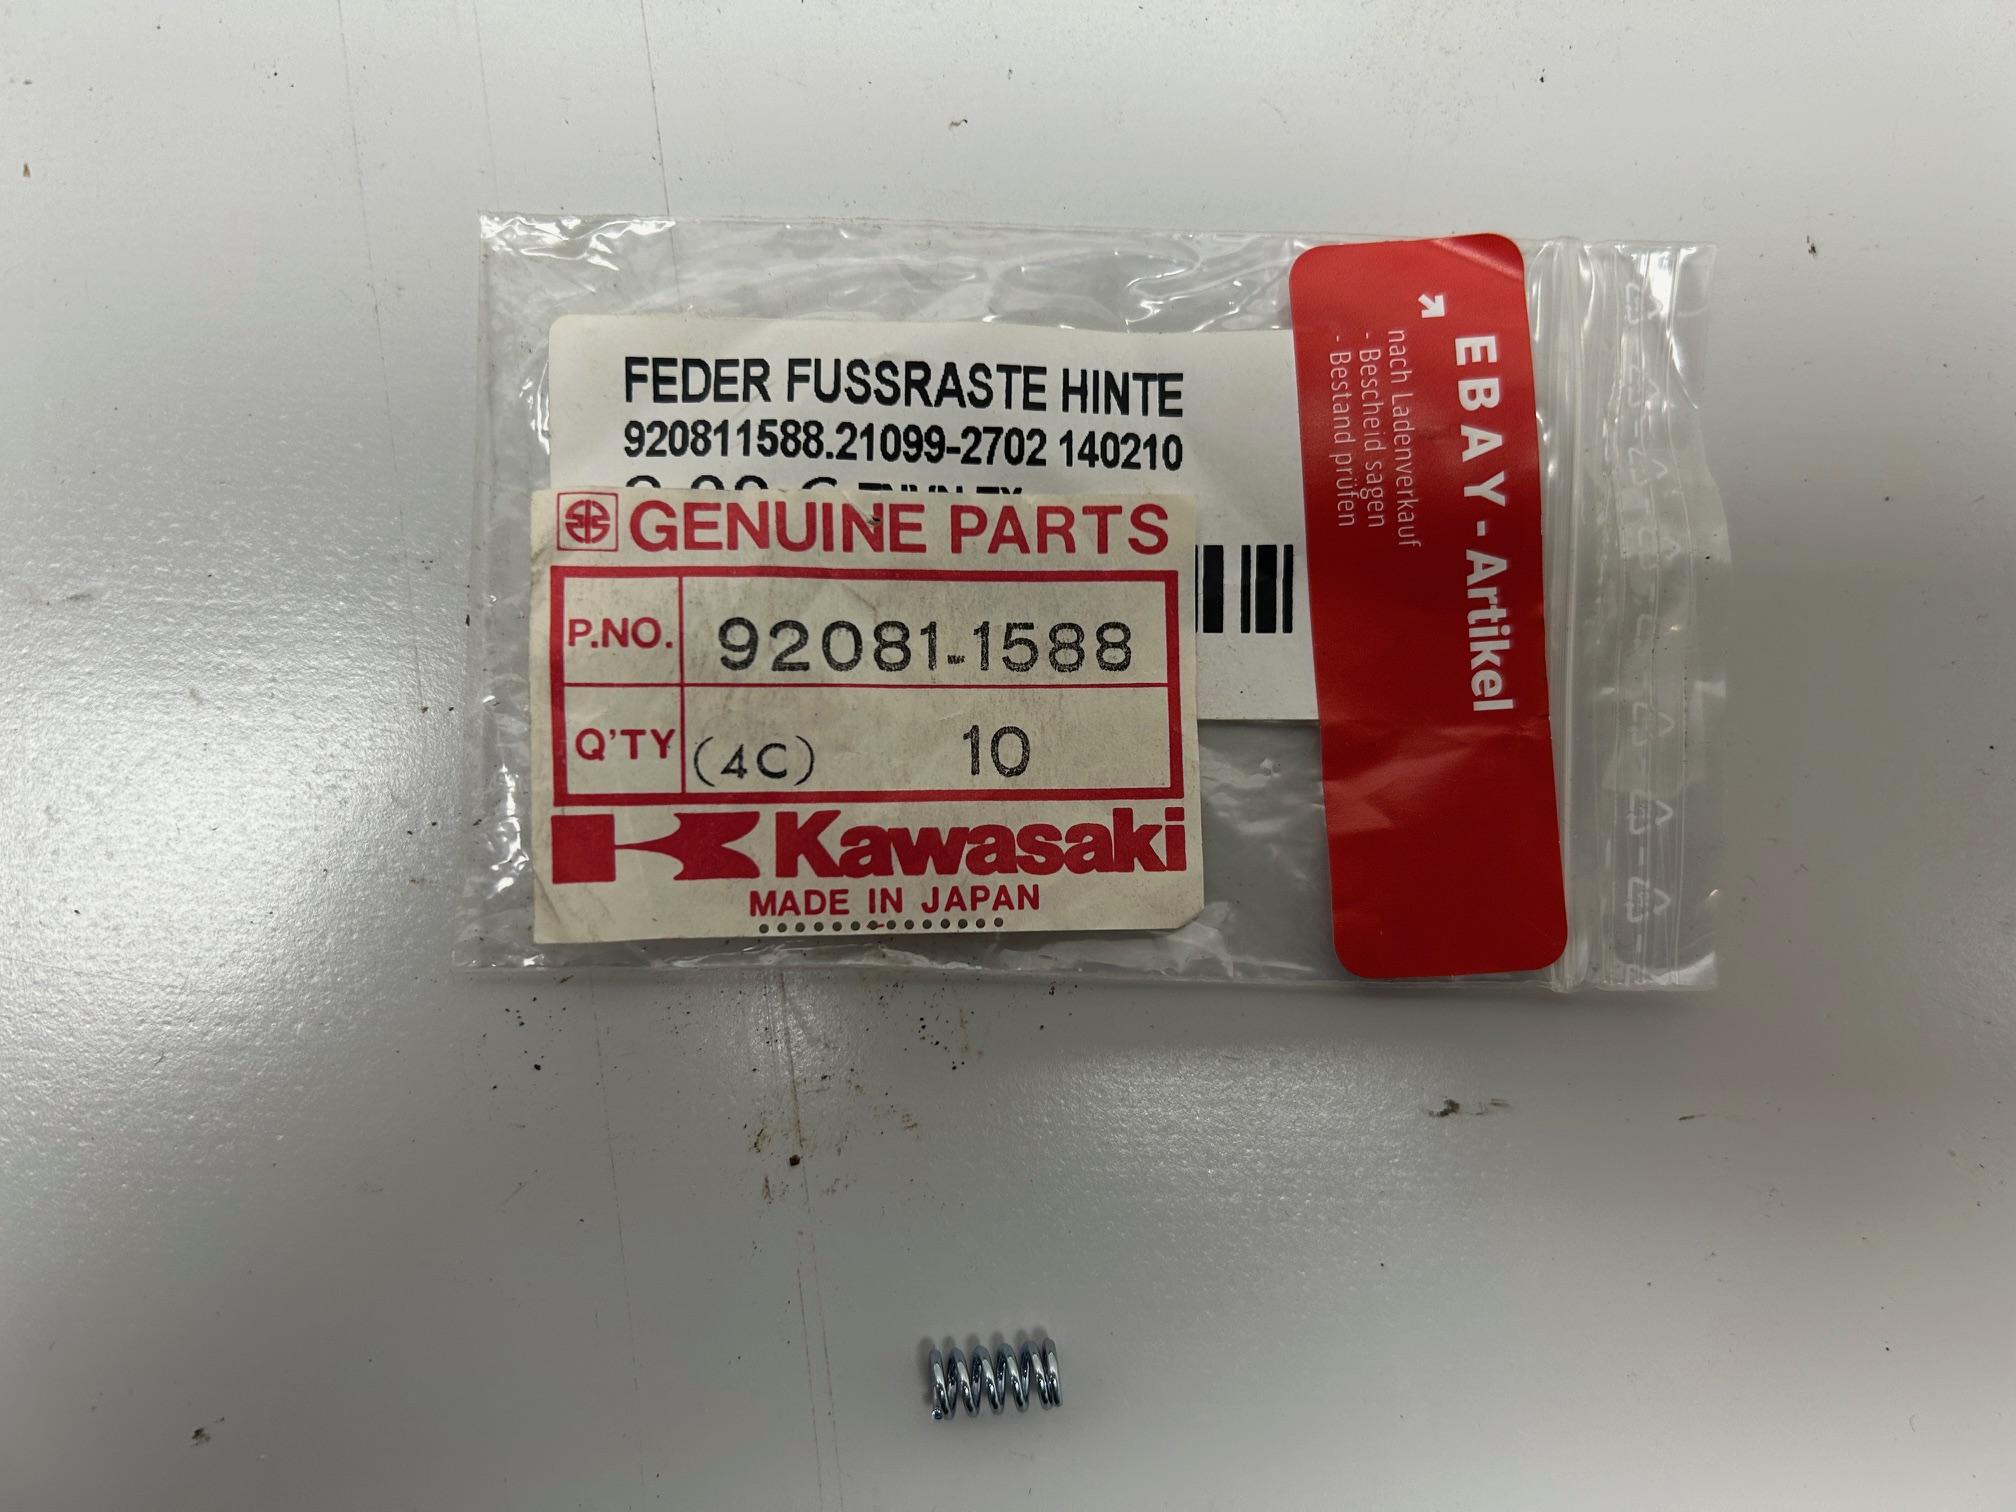 FEDER FUSSRASTE HINTE
920811588.21099-2702 140210
GENUINE PARTS
P.NO. 92081-1588
Q'TY (4C) 10
Kawasaki
MADE IN JAPAN
EBAY-Artikel
nach Ladenverkauf
- Bescheid sagen
- Bestand prüfen